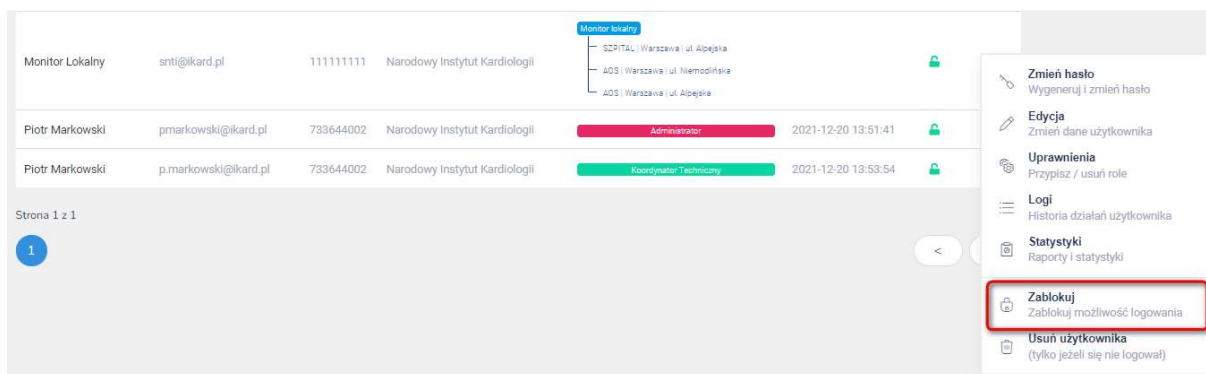 Monitor lokalny
SZPITAL | Warszawa | ul. Alpejska
Monitor Lokalny snti@ikard.pl 111111111 Narodowy Instytut Kardiologii
AOS | Warszawa | ul. Niemodlińska
AOS | Warszawa | ul. Alpejska
Piotr Markowski pmarkowski@ikard.pl 733644002 Narodowy Instytut Kardiologii Administrator 2021-12-20 13:51:41
Piotr Markowski p.markowski@ikard.pl 733644002 Narodowy Instytut Kardiologii Koordynator Techniczny 2021-12-20 13:53:54
Strona 1 z 1
1
<
Zmień hasło
Wygeneruj i zmień hasło
Edycja
Zmień dane użytkownika
Uprawnienia
Przypisz / usuń role
Logi
Historia działań użytkownika
Statystyki
Raporty i statystyki
Zablokuj
Zablokuj możliwość logowania
Usuń użytkownika
(tylko jeżeli się nie logował)